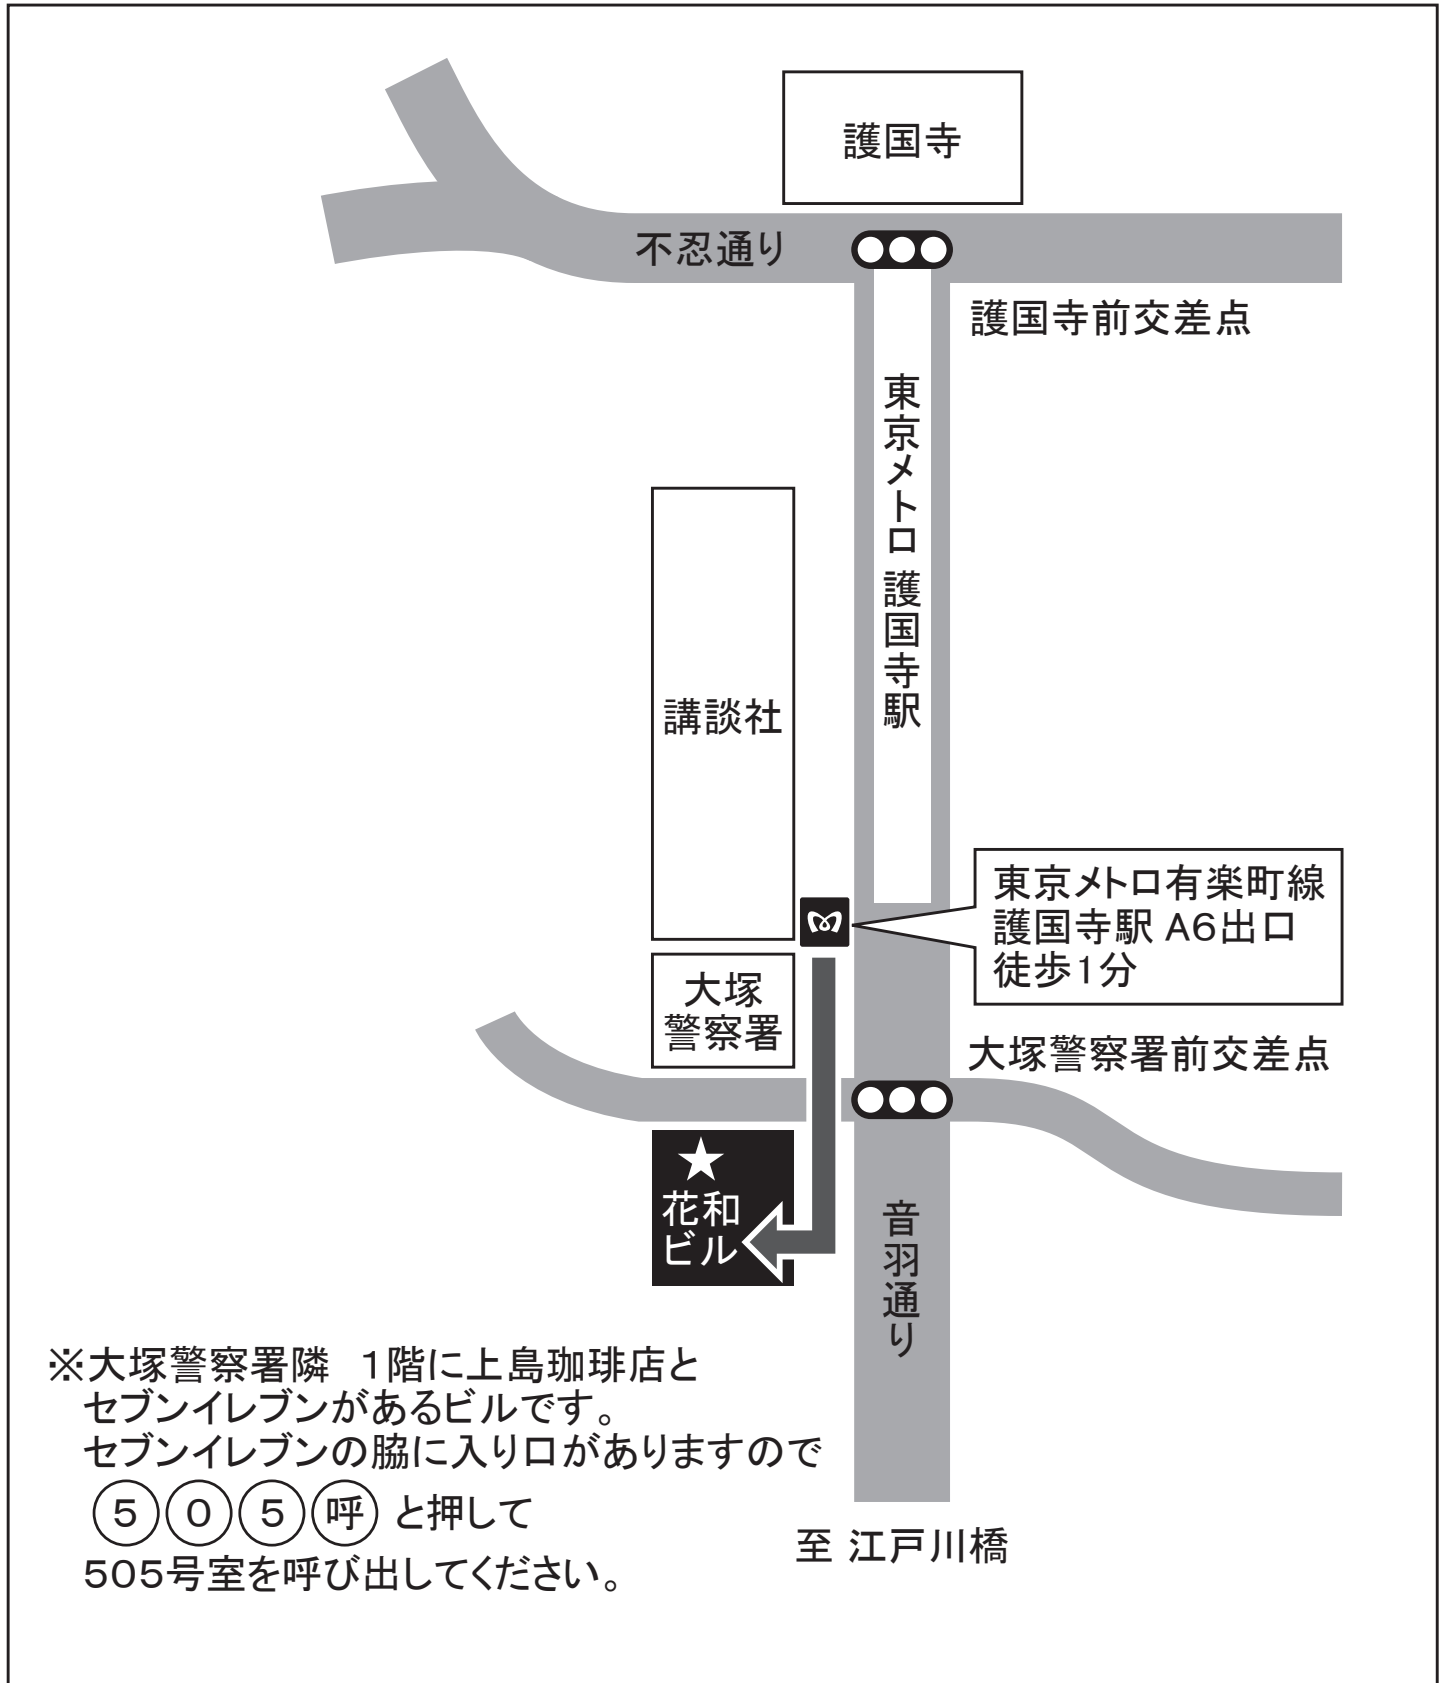 護国寺
不忍通り
護国寺前交差点
東京メトロ 護国寺駅
講談社
東京メトロ有楽町線
護国寺駅 A6出口
徒歩1分
大塚
警察署
大塚警察署前交差点
★
花和
ビル
音羽通り
※大塚警察署隣　1階に上島珈琲店と
セブンイレブンがあるビルです。
セブンイレブンの脇に入り口がありますので
5 0 5 呼 と押して
505号室を呼び出してください。
至 江戸川橋